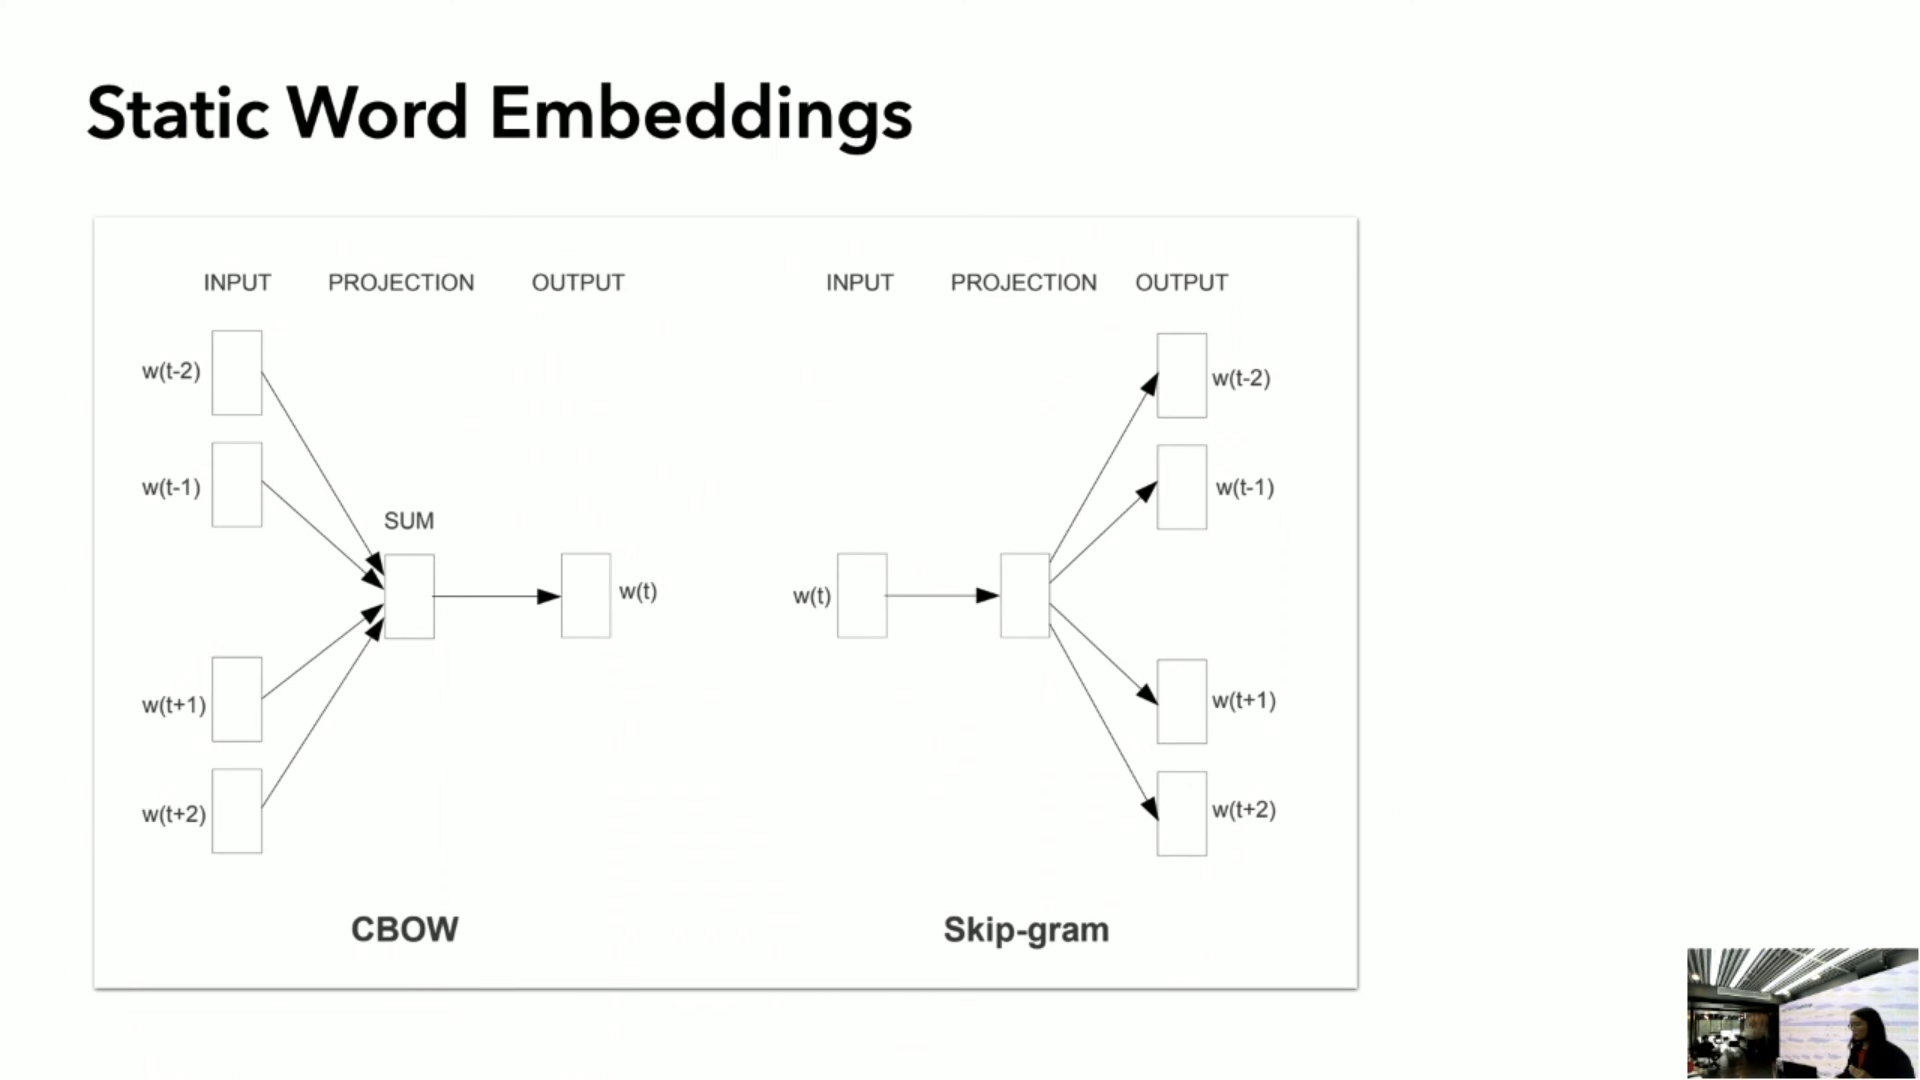 Static Word Embeddings
INPUT PROJECTION OUTPUT
w(t-2)
w(t-1)
SUM
w(t)
w(t+1)
w(t+2)
CBOW
INPUT PROJECTION OUTPUT
w(t-2)
w(t-1)
w(t)
w(t+1)
w(t+2)
Skip-gram